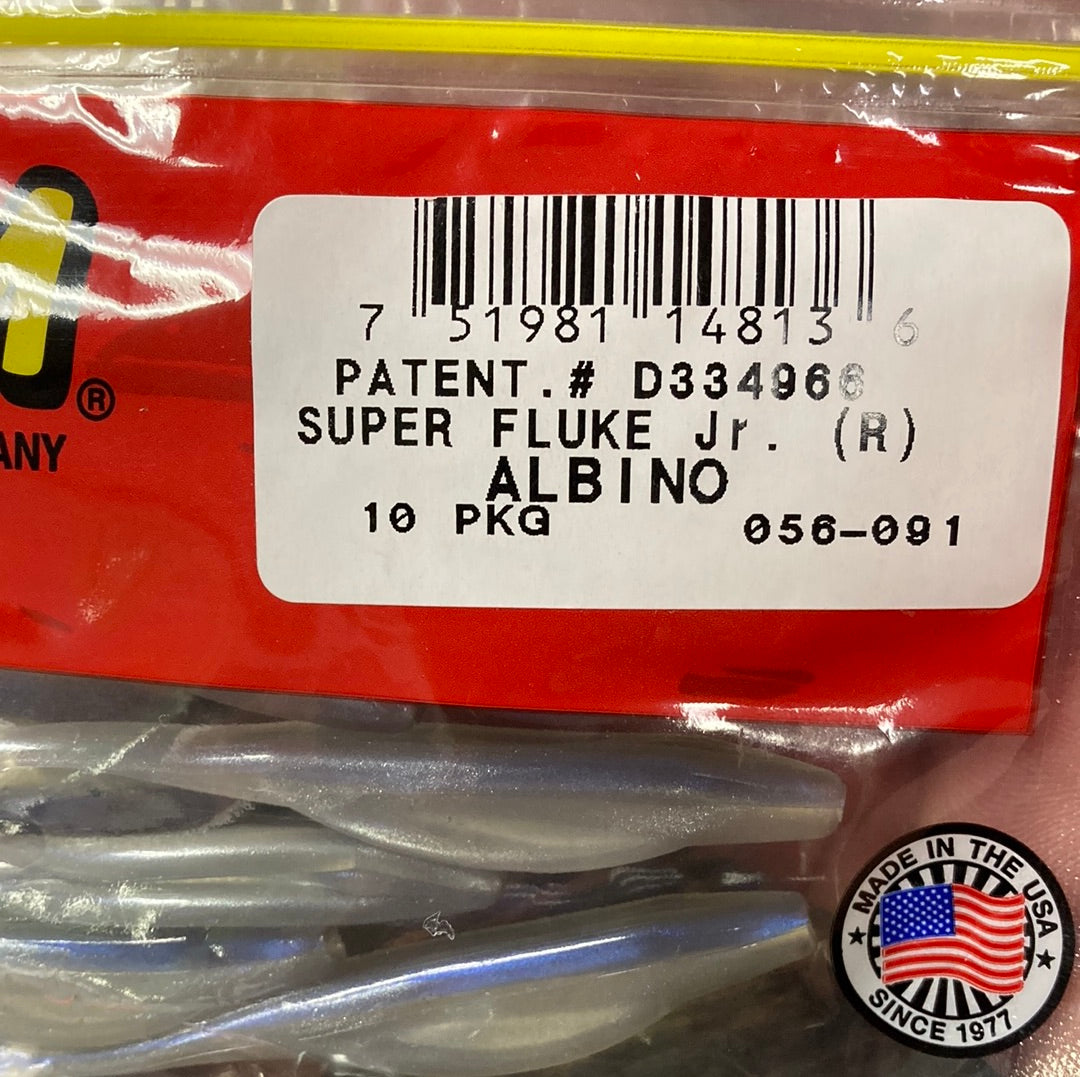 ®
ANY
7 51981 14813 6
PATENT.# D334966
SUPER FLUKE Jr. (R)
ALBINO
10 PKG 056-091
MADE IN THE USA
SINCE 1977